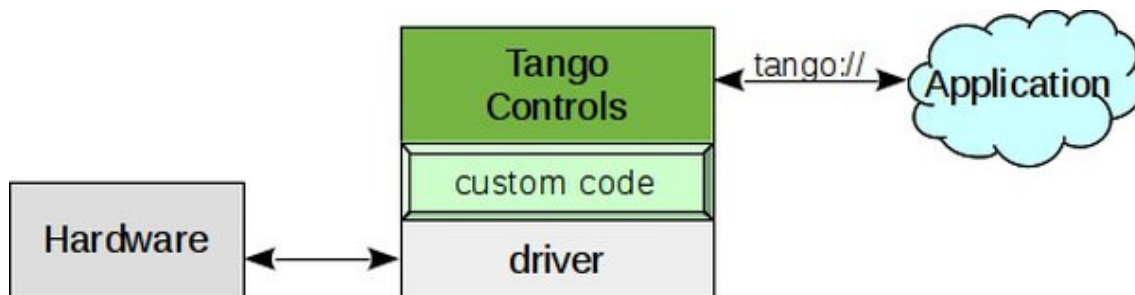 Tango
Controls
tango://
Application
custom code
Hardware
driver